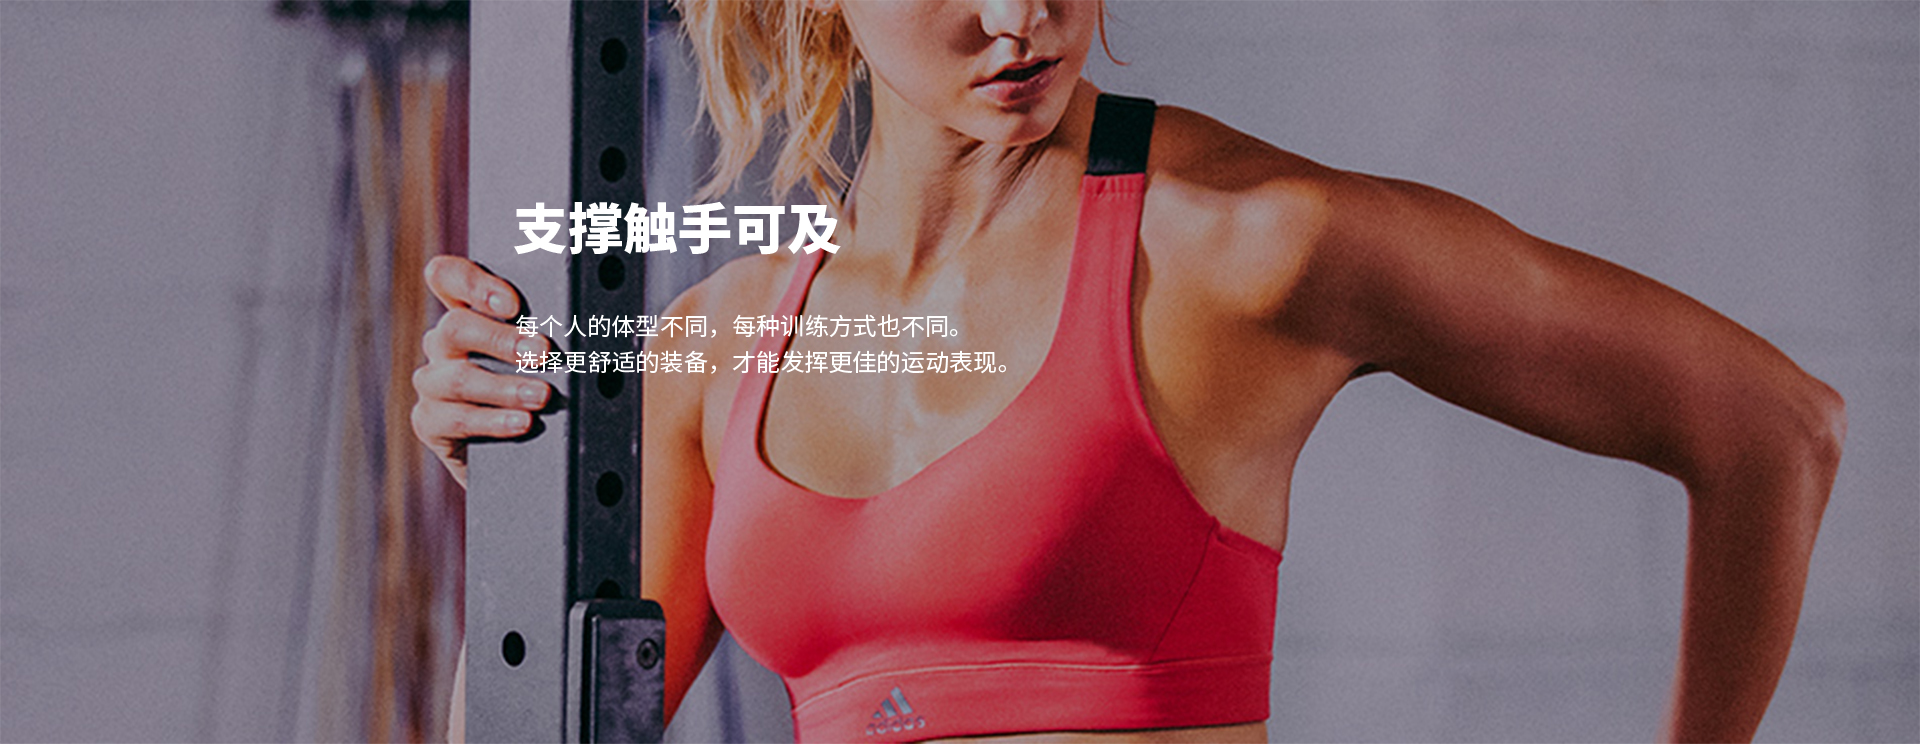 支撑触手可及
每个人的体型不同，每种训练方式也不同。
选择更舒适的装备，才能发挥更佳的运动表现。
adidas